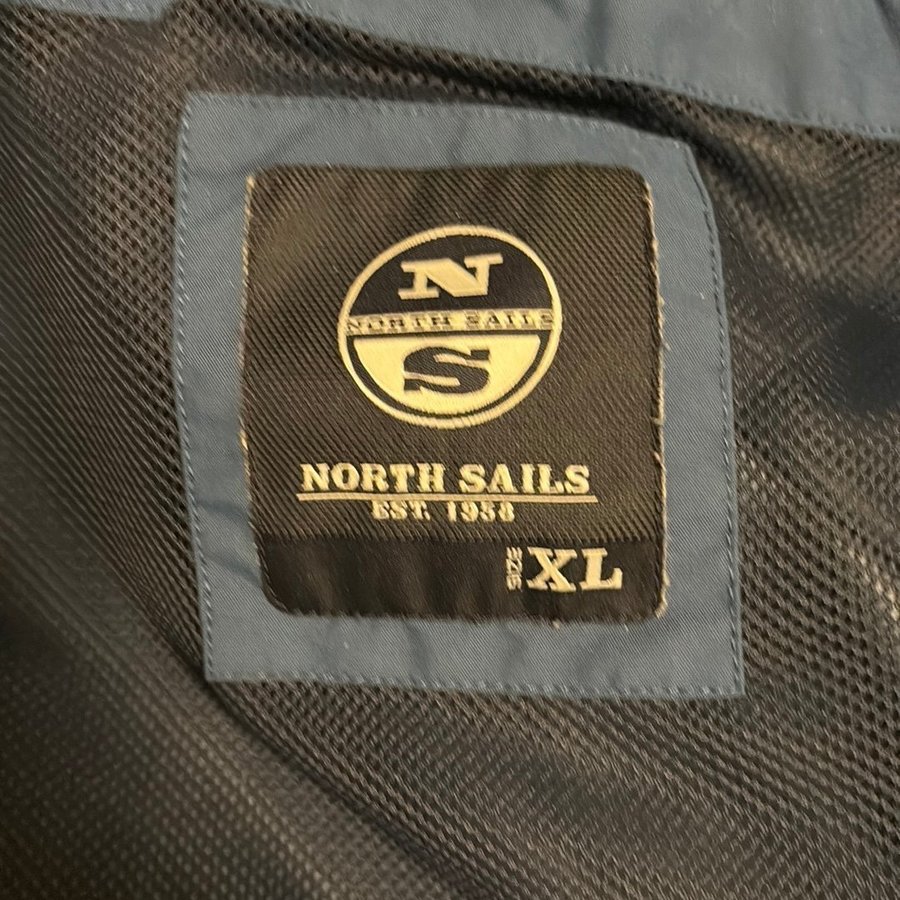 N
NORTH SAILS
S
NORTH SAILS
EST. 1958
SIZE XL